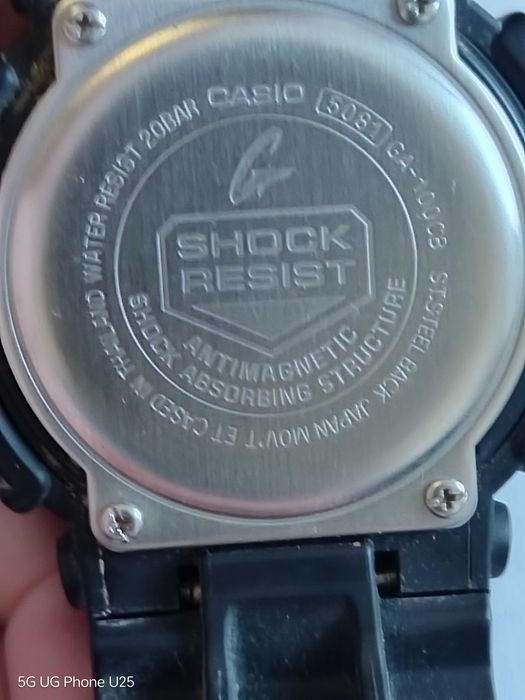 CASIO 5081 GA-100CB ST.STEEL BACK JAPAN MOV'T ET CASED IN THAILAND WATER RESIST 20BAR
G
SHOCK
RESIST
ANTIMAGNETIC
SHOCK ABSORBING STRUCTURE
5G UG Phone U25